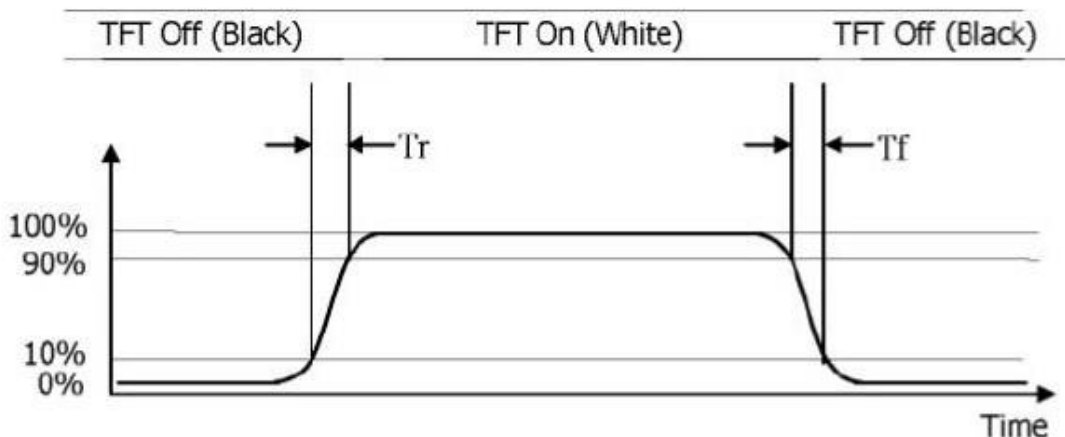 TFT Off (Black) TFT On (White) TFT Off (Black)
Tr Tf
100%
90%
10%
0%
Time